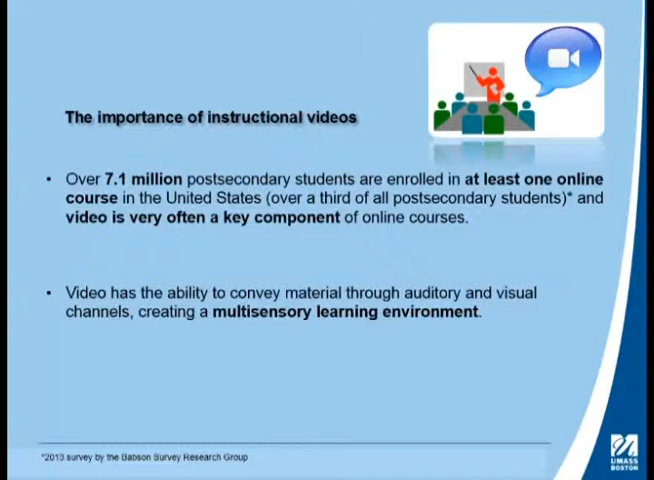 The importance of instructional videos
• Over 7.1 million postsecondary students are enrolled in at least one online
course in the United States (over a third of all postsecondary students)* and
video is very often a key component of online courses.
• Video has the ability to convey material through auditory and visual
channels, creating a multisensory learning environment.
*2013 survey by the Babson Survey Research Group
UMASS
BOSTON